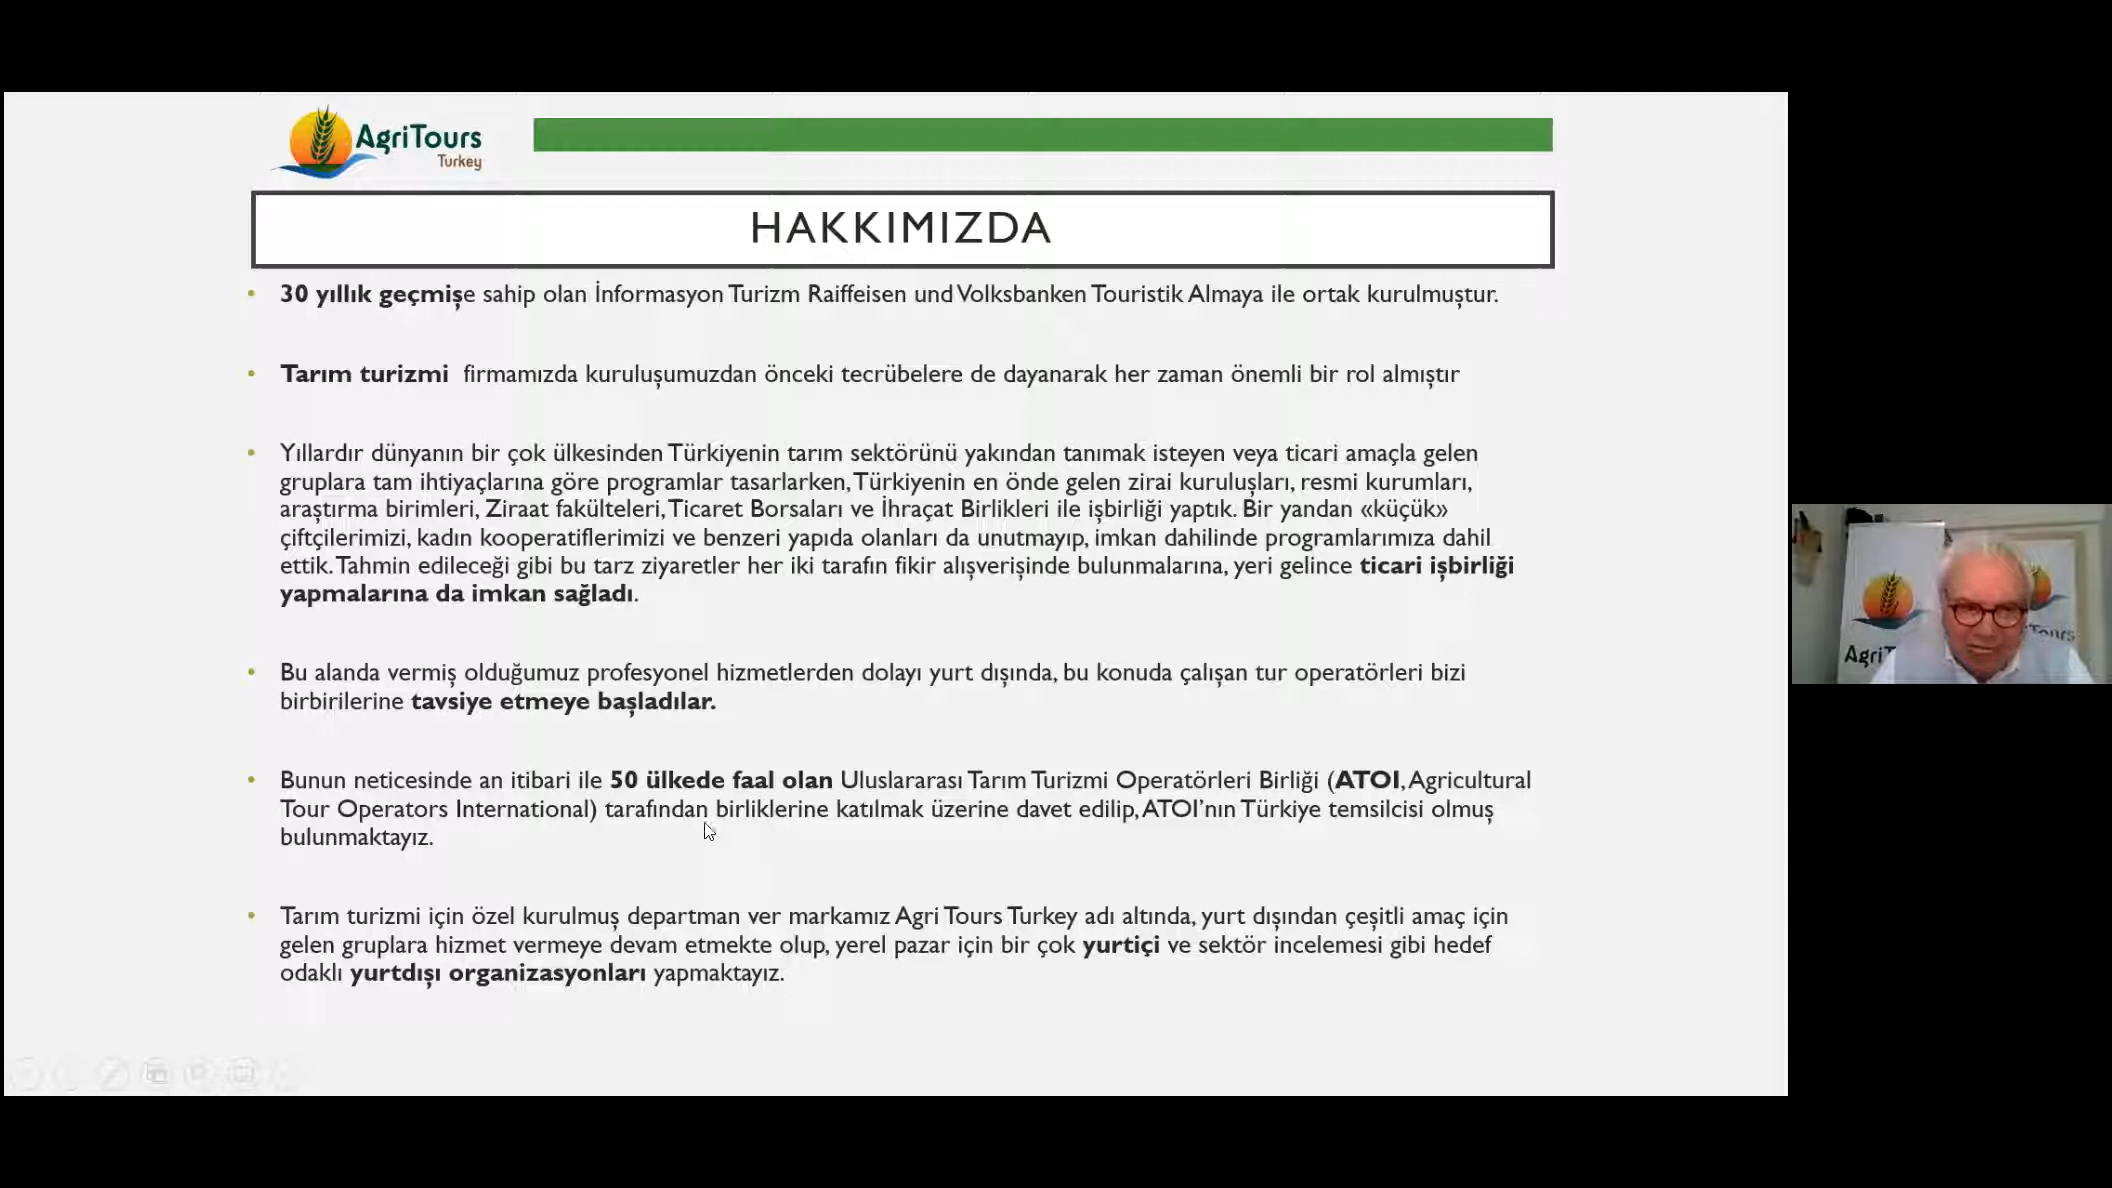 AgriTours
Turkey
HAKKIMIZDA
• 30 yıllık geçmişe sahip olan İnformasyon Turizm Raiffeisen und Volksbanken Touristik Almaya ile ortak kurulmuştur.
• Tarım turizmi firmamızda kuruluşumuzdan önceki tecrübelere de dayanarak her zaman önemli bir rol almıştır
• Yıllardır dünyanın bir çok ülkesinden Türkiyenin tarım sektörünü yakından tanımak isteyen veya ticari amaçla gelen
gruplara tam ihtiyaçlarına göre programlar tasarlarken, Türkiyenin en önde gelen zirai kuruluşları, resmi kurumları,
araştırma birimleri, Ziraat fakülteleri, Ticaret Borsaları ve İhraçat Birlikleri ile işbirliği yaptık. Bir yandan «küçük»
çiftçilerimizi, kadın kooperatiflerimizi ve benzeri yapıda olanları da unutmayıp, imkan dahilinde programlarımıza dahil
ettik. Tahmin edileceği gibi bu tarz ziyaretler her iki tarafın fikir alışverişinde bulunmalarına, yeri gelince ticari işbirliği
yapmalarına da imkan sağladı.
• Bu alanda vermiş olduğumuz profesyonel hizmetlerden dolayı yurt dışında, bu konuda çalışan tur operatörleri bizi
birbirilerine tavsiye etmeye başladılar.
• Bunun neticesinde an itibari ile 50 ülkede faal olan Uluslararası Tarım Turizmi Operatörleri Birliği (ATOI, Agricultural
Tour Operators International) tarafından birliklerine katılmak üzerine davet edilip, ATOI’nın Türkiye temsilcisi olmuş
bulunmaktayız.
• Tarım turizmi için özel kurulmuş departman ver markamız Agri Tours Turkey adı altında, yurt dışından çeşitli amaç için
gelen gruplara hizmet vermeye devam etmekte olup, yerel pazar için bir çok yurtiçi ve sektör incelemesi gibi hedef
odaklı yurtdışı organizasyonları yapmaktayız.
Tours
AgriT